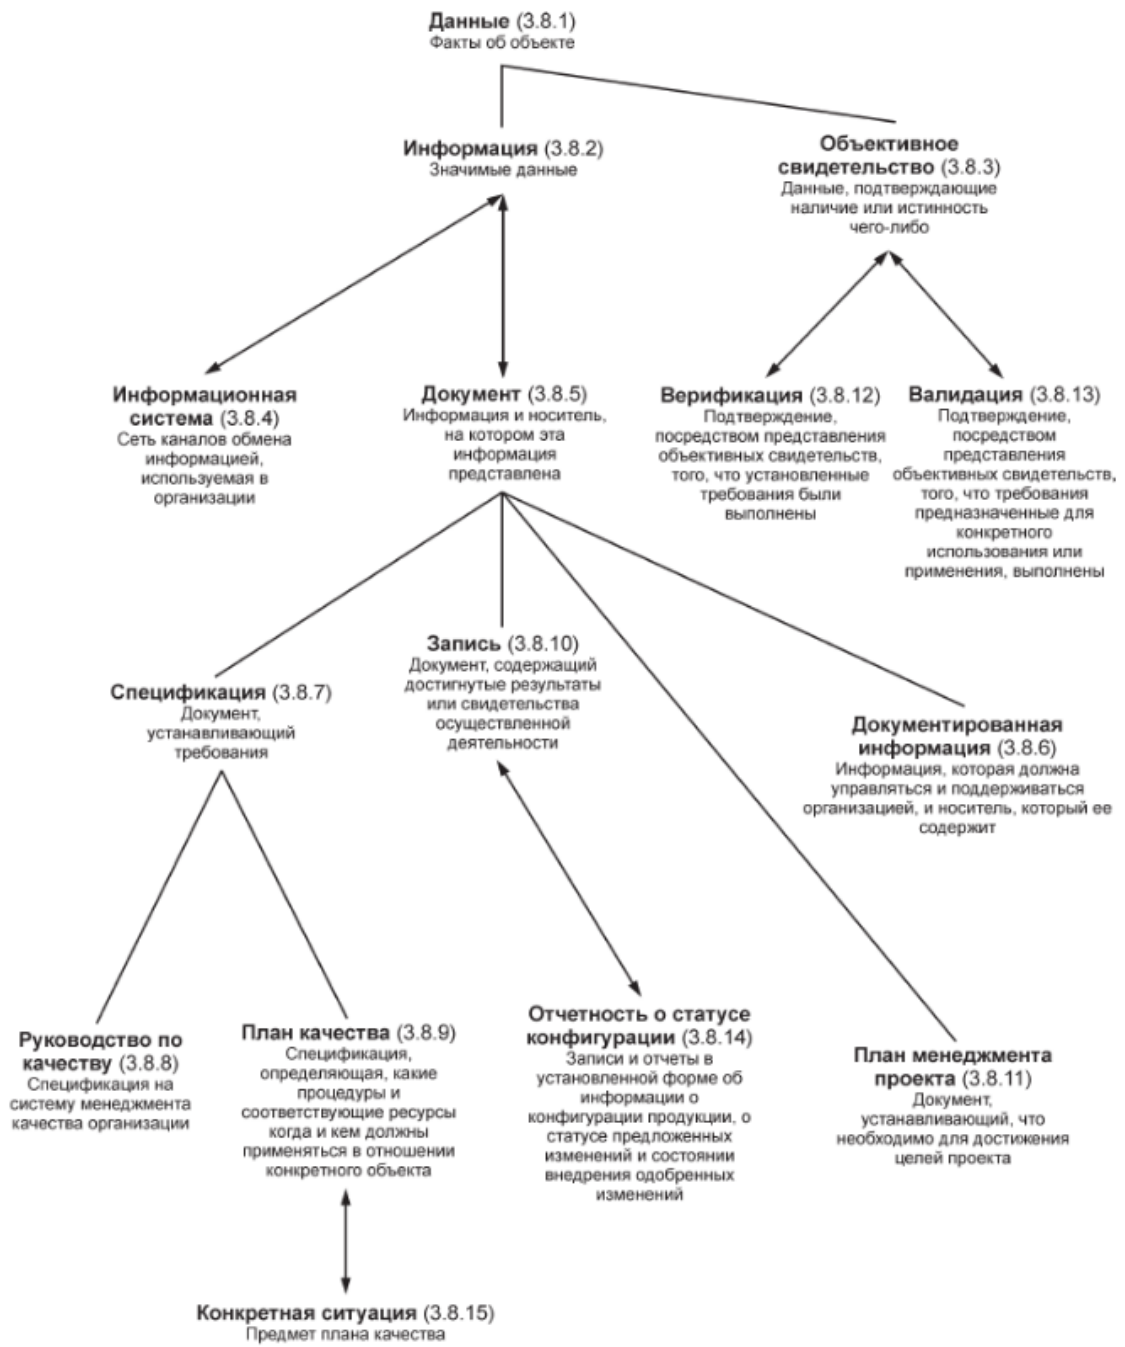 Данные (3.8.1)
Факты об объекте
Информация (3.8.2)
Значимые данные
Объективное
свидетельство (3.8.3)
Данные, подтверждающие
наличие или истинность
чего-либо
Информационная
система (3.8.4)
Сеть каналов обмена
информацией,
используемая в
организации
Документ (3.8.5)
Информация и носитель,
на котором эта
информация
представлена
Верификация (3.8.12)
Подтверждение,
посредством представления
объективных свидетельств,
того, что установленные
требования были
выполнены
Валидация (3.8.13)
Подтверждение,
посредством
представления
объективных свидетельств,
того, что требования
предназначенные для
конкретного
использования или
применения, выполнены
Спецификация (3.8.7)
Документ,
устанавливающий
требования
Запись (3.8.10)
Документ, содержащий
достигнутые результаты
или свидетельства
осуществленной
деятельности
Документированная
информация (3.8.6)
Информация, которая должна
управляться и поддерживаться
организацией, и носитель, который ее
содержит
Руководство по
качеству (3.8.8)
Спецификация на
систему менеджмента
качества организации
План качества (3.8.9)
Спецификация,
определяющая, какие
процедуры и
соответствующие ресурсы
когда и кем должны
применяться в отношении
конкретного объекта
Отчетность о статусе
конфигурации (3.8.14)
Записи и отчеты в
установленной форме об
информации о
конфигурации продукции, о
статусе предложенных
изменений и состоянии
внедрения одобренных
изменений
План менеджмента
проекта (3.8.11)
Документ,
устанавливающий, что
необходимо для достижения
целей проекта
Конкретная ситуация (3.8.15)
Предмет плана качества